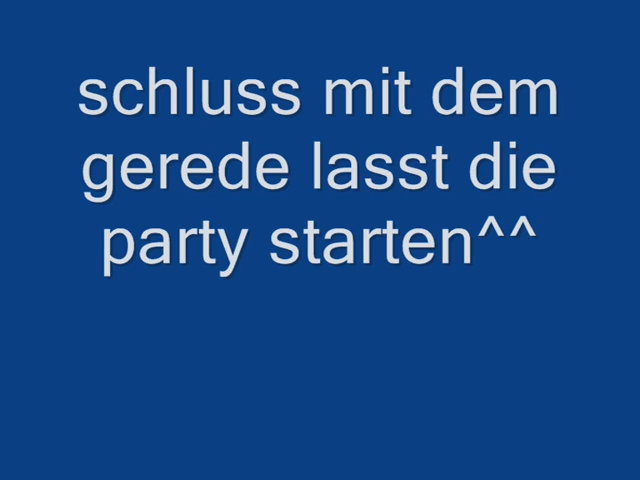 schluss mit dem
gerede lasst die
party starten^^